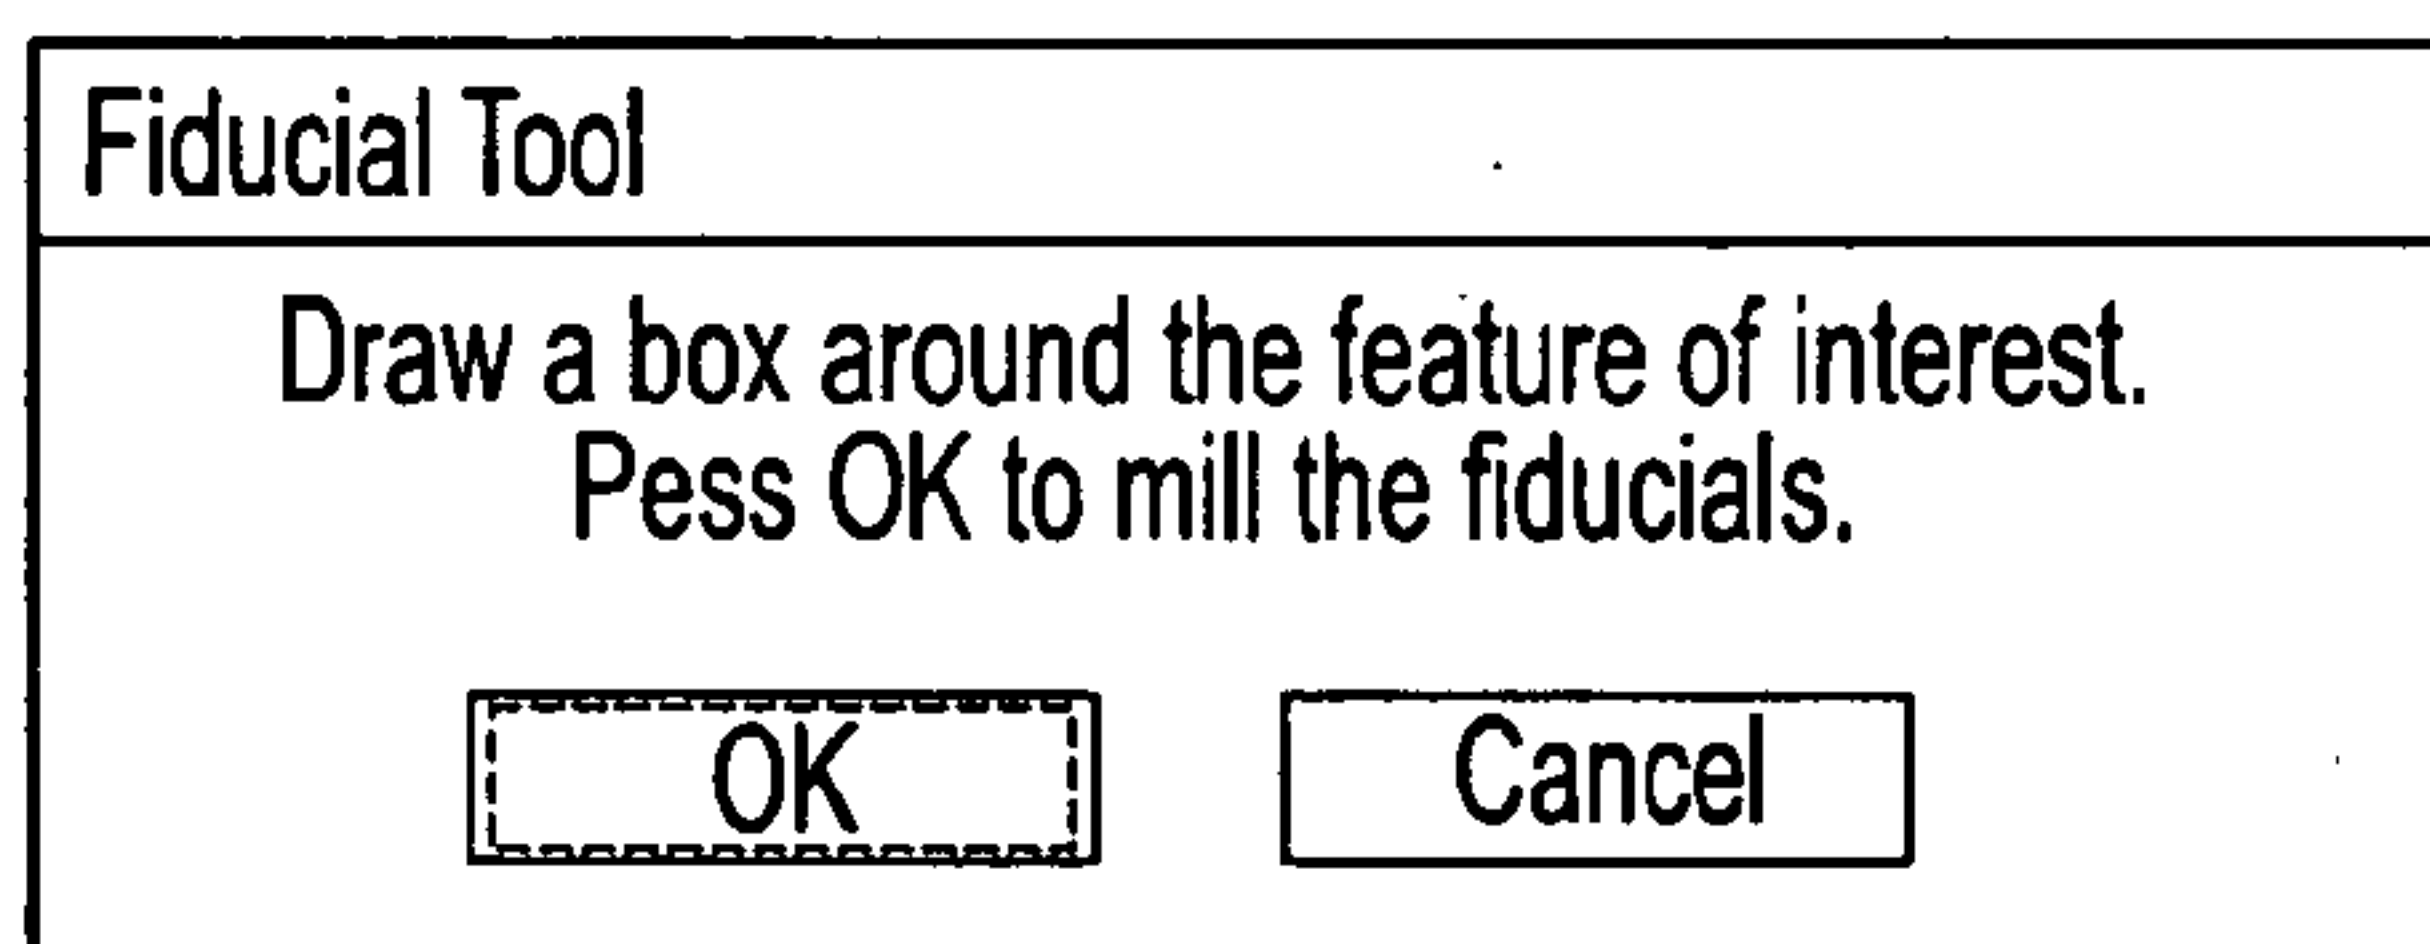 Fiducial Tool
Draw a box around the feature of interest.
Pess OK to mill the fiducials.
OK
Cancel